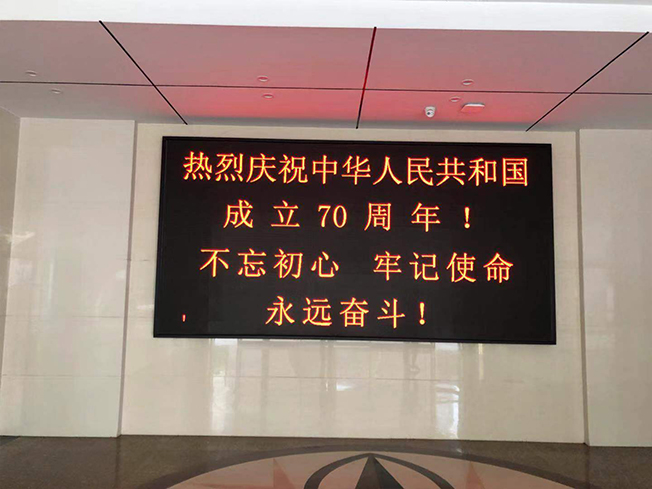 热烈庆祝中华人民共和国
成立70周年！
不忘初心 牢记使命
永远奋斗！